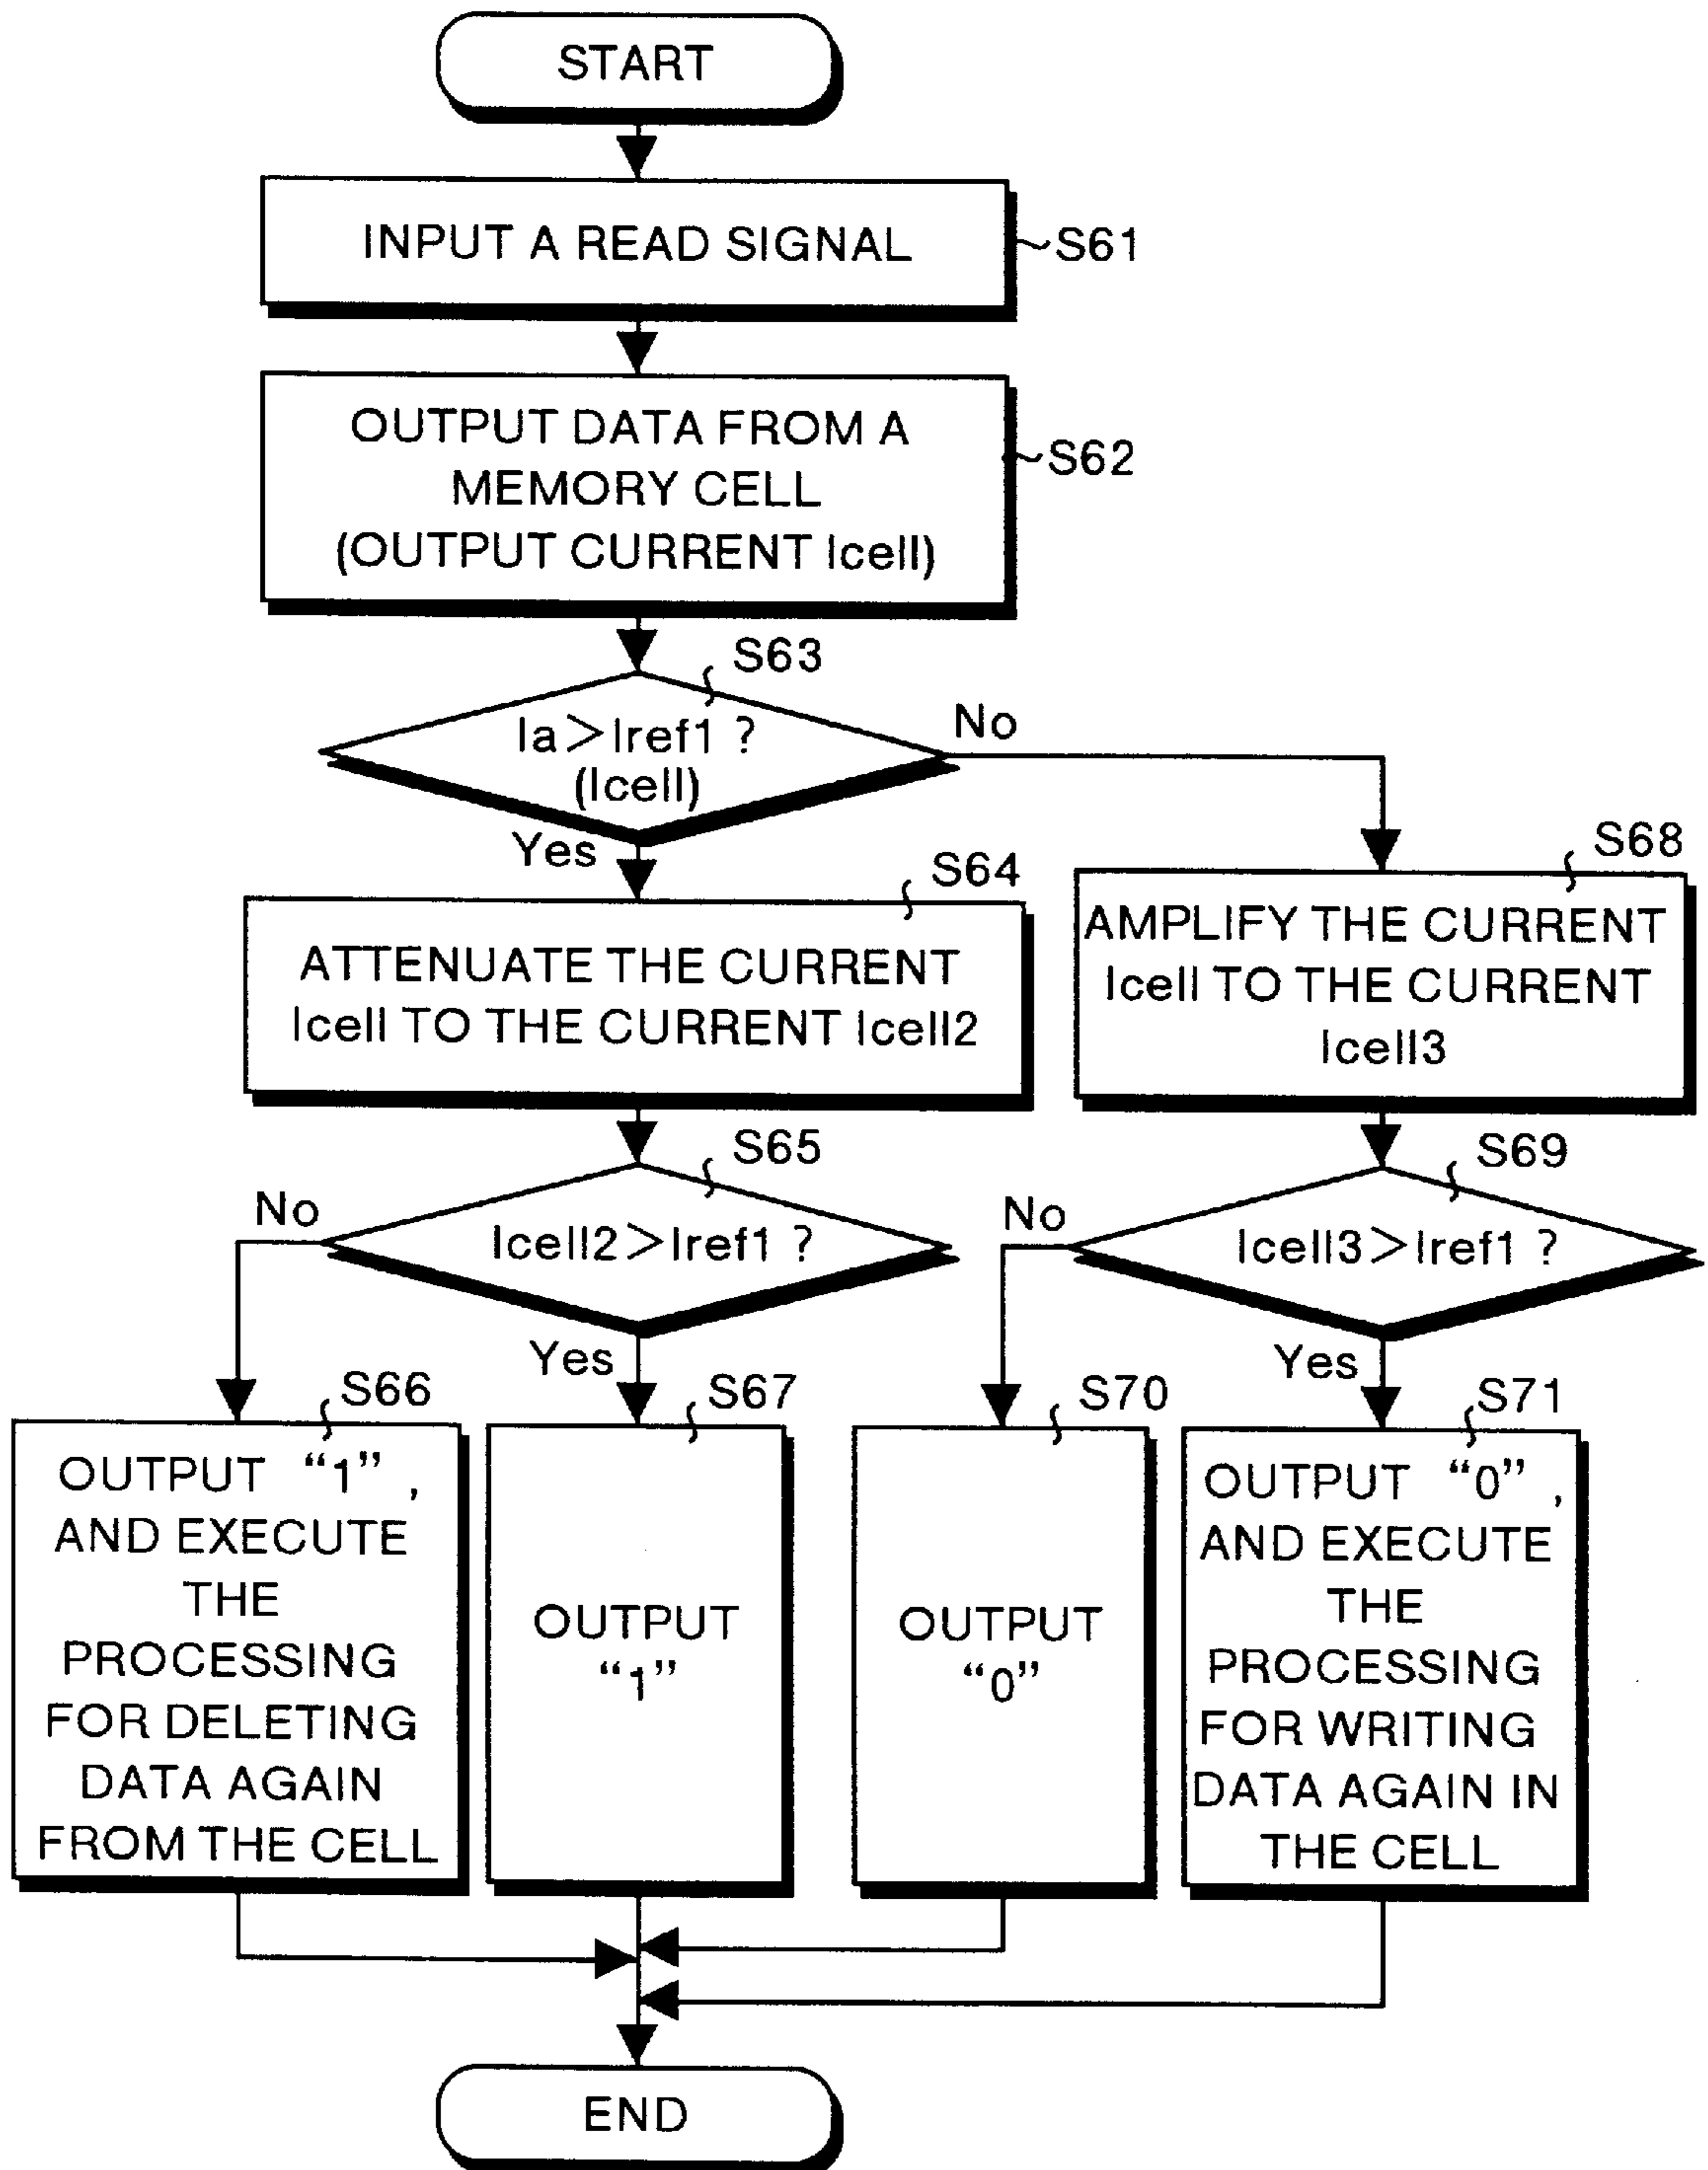 START
INPUT A READ SIGNAL
S61
OUTPUT DATA FROM A
MEMORY CELL
(OUTPUT CURRENT Icell)
S62
S63
Ia>Iref1 ?
(Icell)
No
Yes
S64
ATTENUATE THE CURRENT
Icell TO THE CURRENT Icell2
S68
AMPLIFY THE CURRENT
Icell TO THE CURRENT
Icell3
S65
Icell2>Iref1 ?
No
Yes
S69
Icell3>Iref1 ?
No
Yes
S66
OUTPUT “1” ,
AND EXECUTE
THE
PROCESSING
FOR DELETING
DATA AGAIN
FROM THE CELL
S67
OUTPUT
“1”
S70
OUTPUT
“0”
S71
OUTPUT “0” ,
AND EXECUTE
THE
PROCESSING
FOR WRITING
DATA AGAIN IN
THE CELL
END